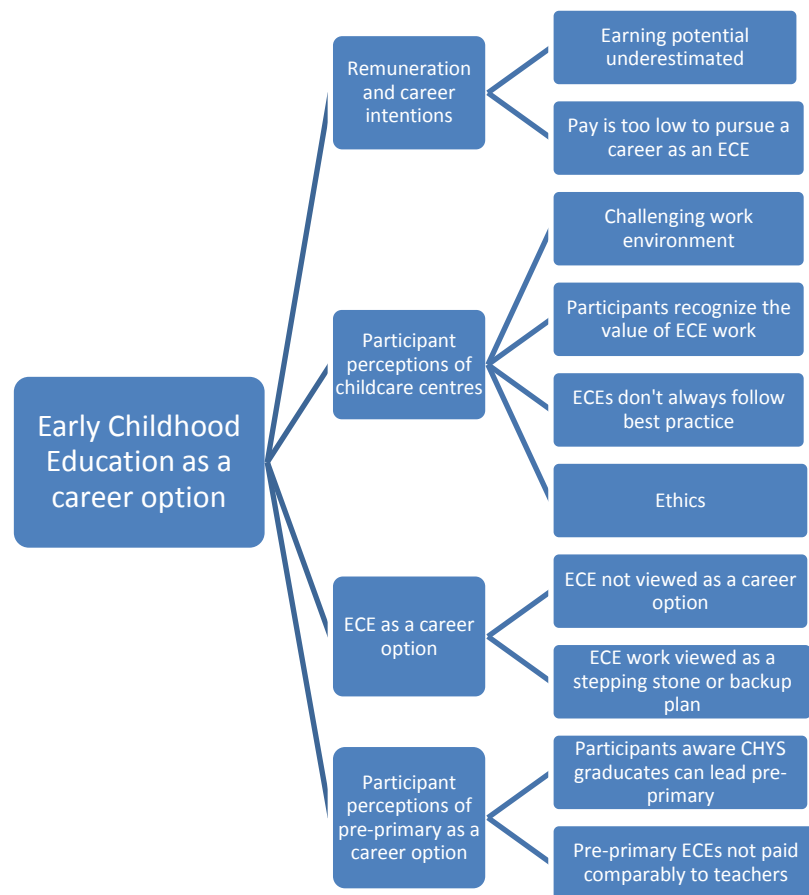 Early Childhood
Education as a
career option
Remuneration
and career
intentions
Earning potential
underestimated
Pay is too low to pursue a
career as an ECE
Participant
perceptions of
childcare centres
Challenging work
environment
Participants recognize the
value of ECE work
ECEs don't always follow
best practice
Ethics
ECE as a career
option
ECE not viewed as a career
option
ECE work viewed as a
stepping stone or backup
plan
Participant
perceptions of
pre-primary as a
career option
Participants aware CHYS
graducates can lead pre-
primary
Pre-primary ECEs not paid
comparably to teachers